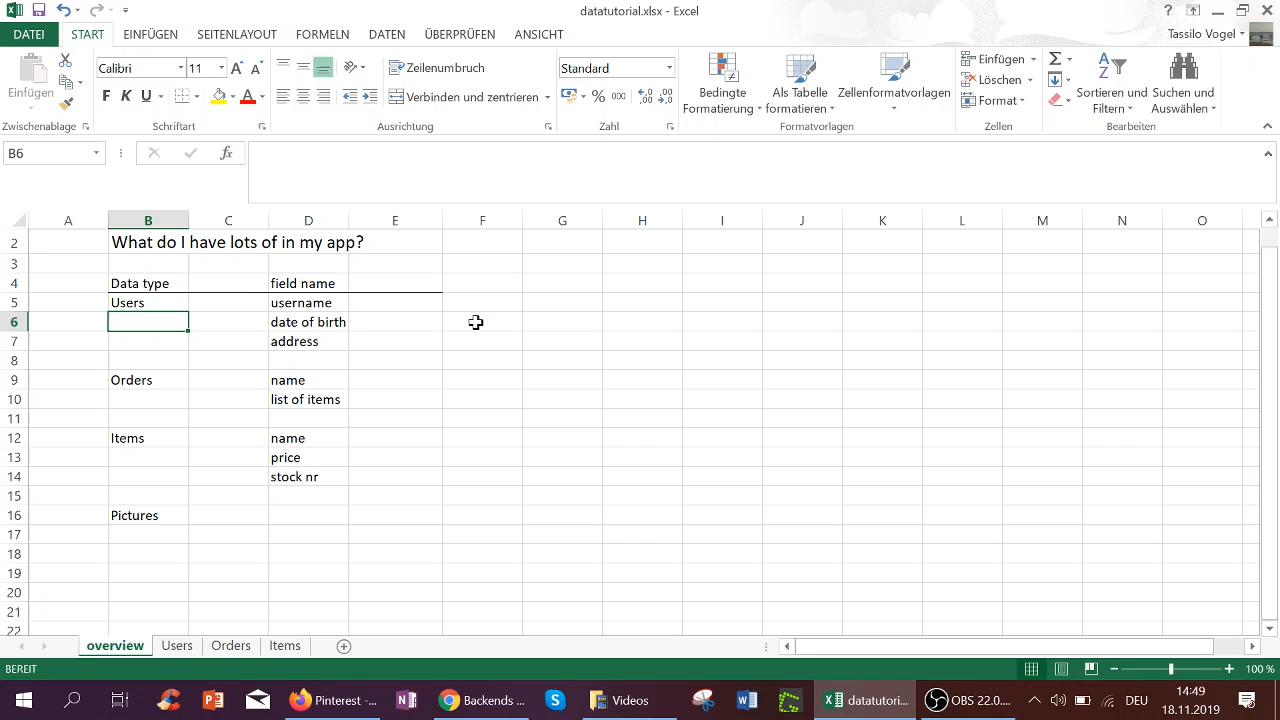 datatutorial.xlsx - Excel
?
DATEI START EINFÜGEN SEITENLAYOUT FORMELN DATEN ÜBERPRÜFEN ANSICHT Tassilo Vogel
Einfügen
Zwischenablage
Calibri 11
F K U A
Schriftart
Zeilenumbruch
Verbinden und zentrieren
Ausrichtung
Standard
% 000
Zahl
Bedingte Formatierung
Als Tabelle formatieren
Zellenformatvorlagen
Formatvorlagen
Einfügen
Löschen
Format
Zellen
Sortieren und Filtern
Suchen und Auswählen
Bearbeiten
B6 fx
A B C D E F G H I J K L M N O
2 What do I have lots of in my app?
3
4 Data type field name
5 Users username
6 date of birth
7 address
8
9 Orders name
10 list of items
11
12 Items name
13 price
14 stock nr
15
16 Pictures
17
18
19
20
21
22
overview Users Orders Items
BEREIT 100 %
Pinterest -... Backends ... Videos datatutori... OBS 22.0.... DEU 14:49
18.11.2019